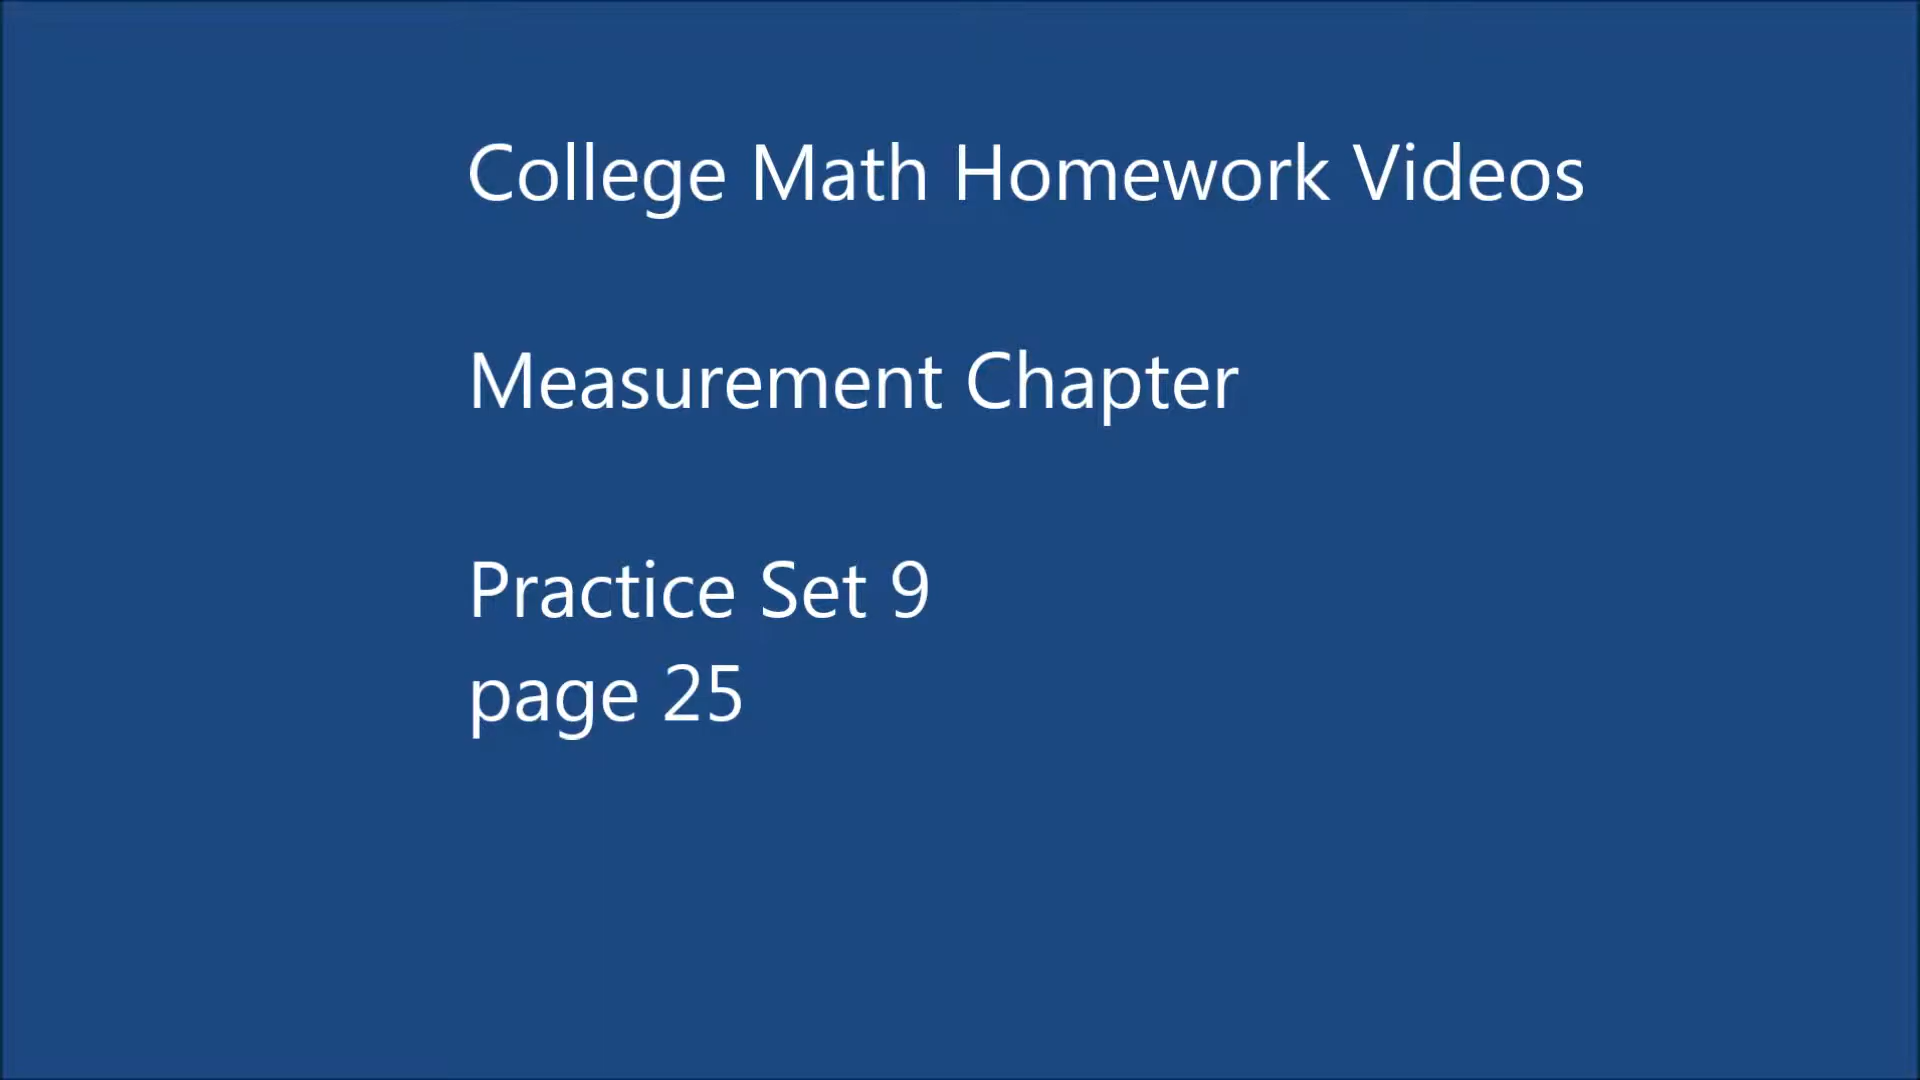 College Math Homework Videos
Measurement Chapter
Practice Set 9
page 25